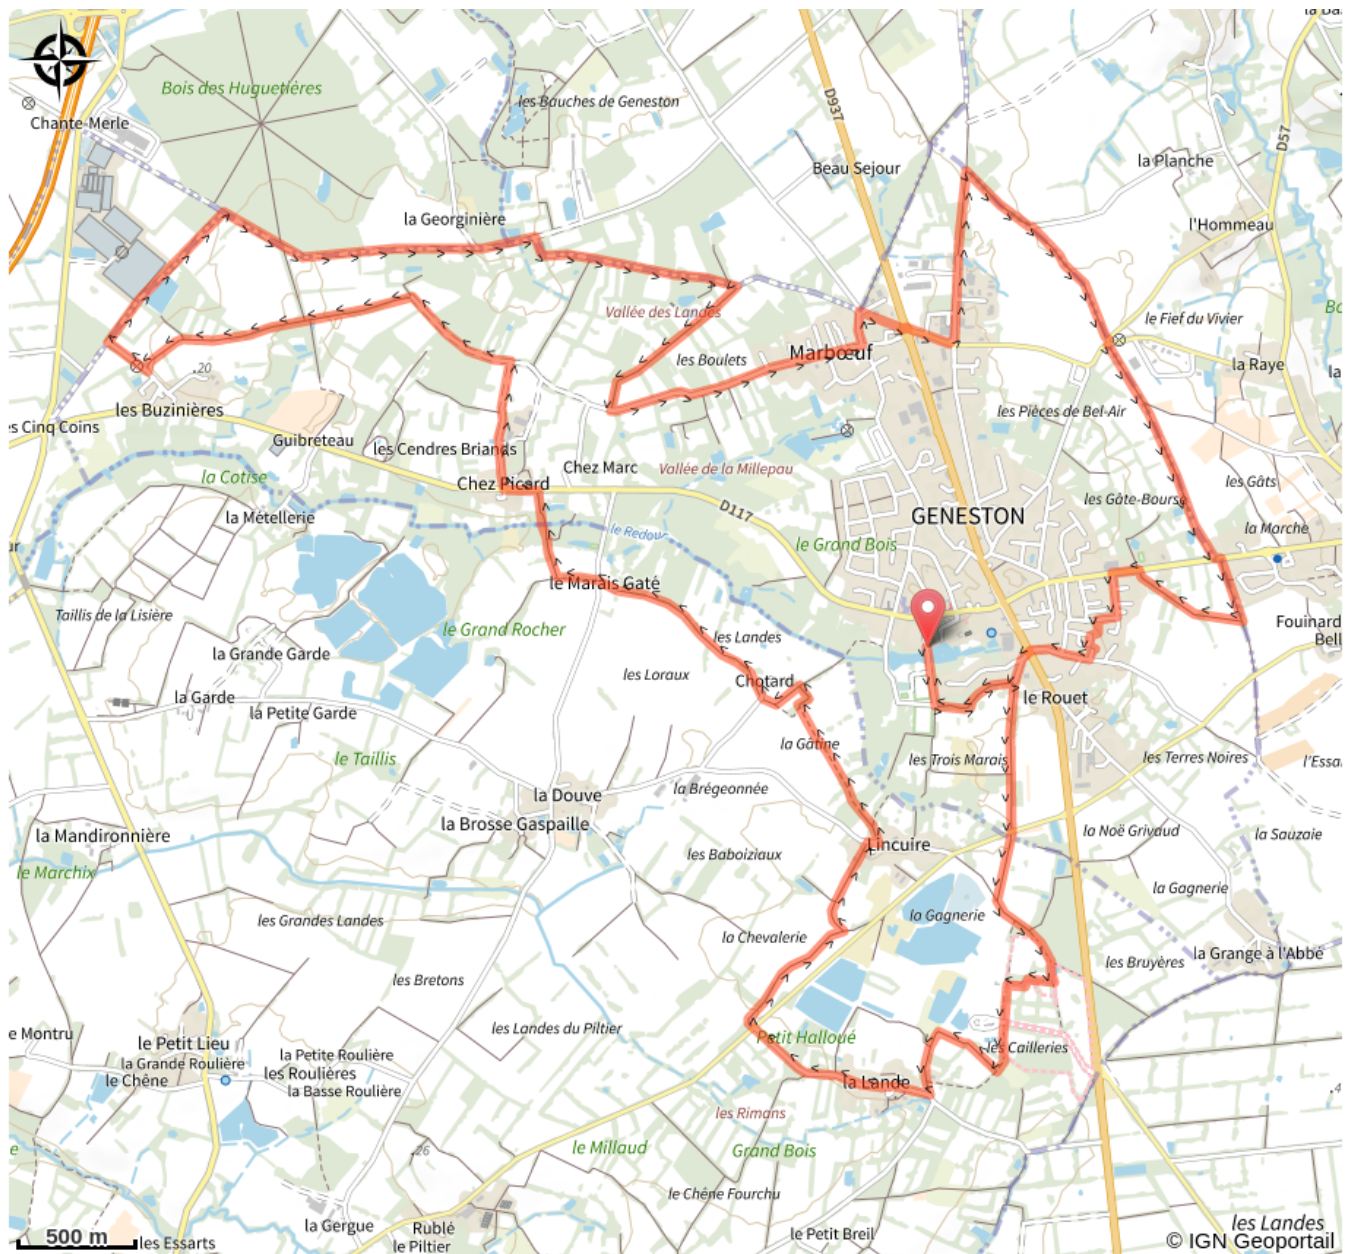 Bois des Huguetières
les Bauches de Geneston
Chante-Merle
D937
D57
Beau Sejour
la Planche
la Georginière
l'Hommeau
Vallée des Landes
le Fief du Vivier
les Boulets
Marbœuf
la Raye
20
les Buzinières
les Pièces de Bel-Air
es Cinq Coins
Guibreteau
les Cendres Briands
Chez Marc
Vallée de la Millepau
la Cotise
Chez Picard
les Gâts
les Gâte-Bourse
D117
la Métellerie
GENESTON
la Marche
le Redour
le Grand Bois
le Marais Gaté
Taillis de la Lisière
le Grand Rocher
les Landes
Fouinard
Bell
la Grande Garde
les Loraux
Chotard
la Garde
la Petite Garde
le Rouet
la Gâtine
le Taillis
les Trois Marais
les Terres Noires
l'Essa
la Brégeonnée
la Douve
la Brosse Gaspaille
la Mandironnière
la Noë Grivaud
la Sauzaie
Lincuire
les Baboiziaux
le Marchix
la Gagnerie
la Gagnerie
les Grandes Landes
la Chevalerie
la Grange à l'Abbé
les Bruyères
les Bretons
les Landes du Piltier
e Montru
Petit Halloué
le Petit Lieu
les Cailleries
la Petite Roulière
la Grande Roulière
les Roulières
le Chêne
la Lande
la Basse Roulière
les Rimans
26
le Millaud
Grand Bois
le Chêne Fourchu
la Gergue
Rublé
les Landes
le Petit Breil
500 m
les Essarts
le Piltier
© IGN Geoportail